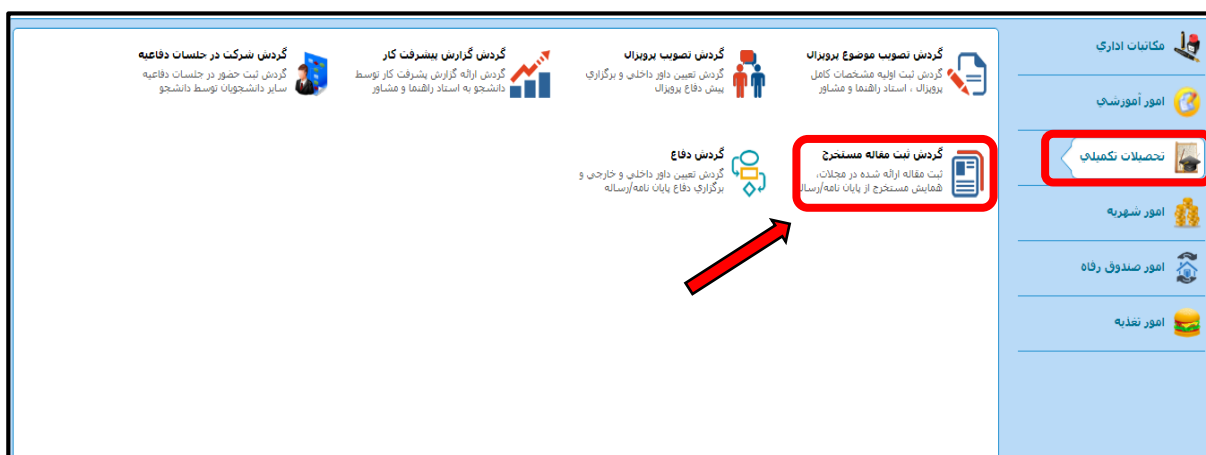 مکاتبات اداري
امور آموزشي
تحصيلات تکميلي
امور شهريه
امور صندوق رفاه
امور تغذيه
گردش تصويب موضوع پروپزال
گردش ثبت اوليه مشخصات کامل
پروپزال ، استاد راهنما و مشاور
گردش تصويب پروپزال
گردش تعيين داور داخلي و برگزاري
پيش دفاع پروپزال
گردش گزارش پيشرفت کار
گردش ارائه گزارش پشرفت کار توسط
دانشجو به استاد راهنما و مشاور
گردش شرکت در جلسات دفاعيه
گردش ثبت حضور در جلسات دفاعيه
ساير دانشجويان توسط دانشجو
گردش ثبت مقاله مستخرج
ثبت مقاله ارائه شده در مجلات،
همايش مستخرج از پايان نامه/رساله
گردش دفاع
گردش تعيين داور داخلي و خارجي و
برگزاري دفاع پايان نامه/رساله